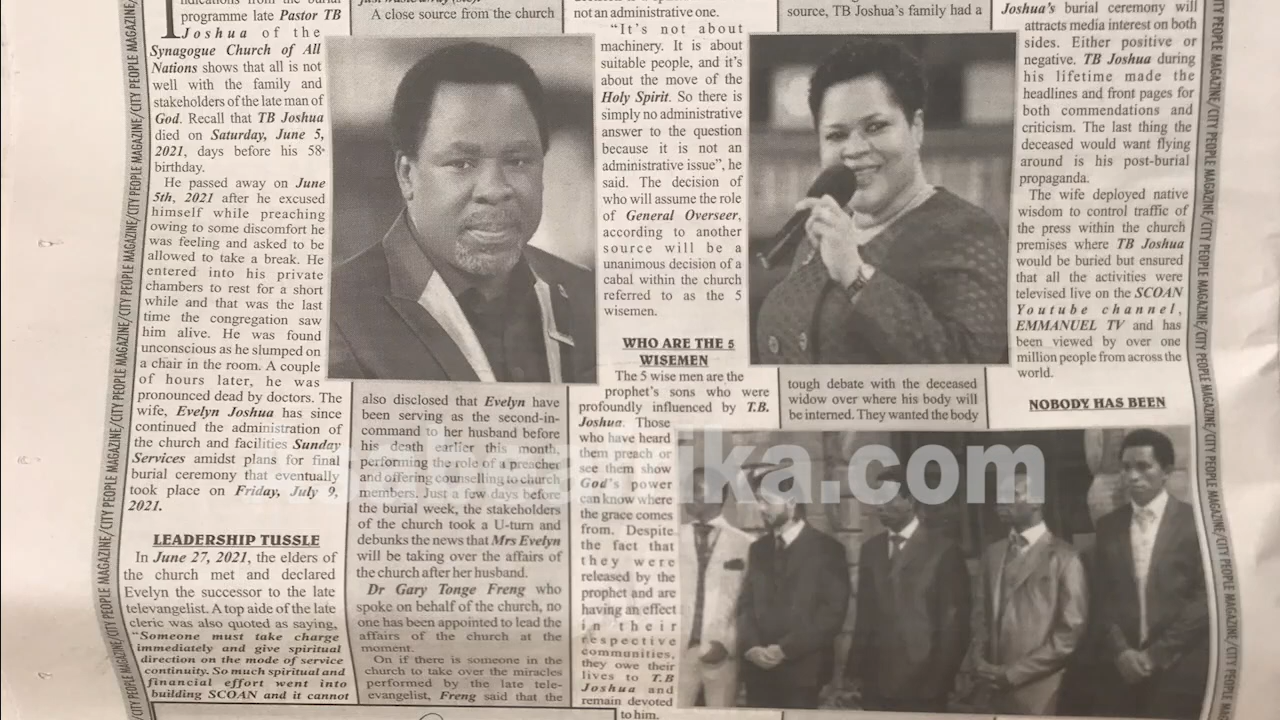 programme late Pastor TB
Joshua of the
Synagogue Church of All
Nations shows that all is not
well with the family and
stakeholders of the late man of
God. Recall that TB Joshua
died on Saturday, June 5,
2021, days before his 58th
birthday.
He passed away on June
5th, 2021 after he excused
himself while preaching
owing to some discomfort he
was feeling and asked to be
allowed to take a break. He
entered into his private
chambers to rest for a short
while and that was the last
time the congregation saw
him alive. He was found
unconscious as he slumped on
a chair in the room. A couple
of hours later, he was
pronounced dead by doctors. The
wife, Evelyn Joshua has since
continued the administration of
the church and facilities Sunday
Services amidst plans for final
burial ceremony that eventually
took place on Friday, July 9,
2021.
LEADERSHIP TUSSLE
In June 27, 2021, the elders of
the church met and declared
Evelyn the successor to the late
televangelist. A top aide of the late
cleric was also quoted as saying,
"Someone must take charge
immediately and give spiritual
direction on the mode of service
continuity. So much spiritual and
financial effort went into
building SCOAN and it cannot
A close source from the church
also disclosed that Evelyn have
been serving as the second-in-
command to her husband before
his death earlier this month,
performing the role of a preacher
and offering counselling to church
members. Just a few days before
the burial week, the stakeholders
of the church took a U-turn and
debunks the news that Mrs Evelyn
will be taking over the affairs of
the church after her husband.
Dr Gary Tonge Freng who
spoke on behalf of the church, no
one has been appointed to lead the
affairs of the church at the
moment.
On if there is someone in the
church to take over the miracles
performed by the late tele-
evangelist, Freng said that the
not an administrative one.
"It's not about
machinery. It is about
suitable people, and it's
about the move of the
Holy Spirit. So there is
simply no administrative
answer to the question
because it is not an
administrative issue", he
said. The decision of
who will assume the role
of General Overseer,
according to another
source will be a
unanimous decision of a
cabal within the church
referred to as the 5
wisemen.
WHO ARE THE 5
WISEMEN
The 5 wise men are the
prophet's sons who were
profoundly influenced by T.B.
Joshua. Those
who have heard
them preach or
see them show
God's power
can know where
the grace comes
from. Despite
the fact that
they were
released by the
prophet and are
having an effect
in their
respective
communities,
they owe their
lives to T.B
Joshua and
remain devoted
to him.
source, TB Joshua's family had a
tough debate with the deceased
widow over where his body will
be interned. They wanted the body
Joshua's burial ceremony will
attracts media interest on both
sides. Either positive or
negative. TB Joshua during
his lifetime made the
headlines and front pages for
both commendations and
criticism. The last thing the
deceased would want flying
around is his post-burial
propaganda.
The wife deployed native
wisdom to control traffic of
the press within the church
premises where TB Joshua
would be buried but ensured
that all the activities were
televised live on the SCOAN
Youtube channel,
EMMANUEL TV and has
been viewed by over one
million people from across the
world.
NOBODY HAS BEEN
ika.com
CITY PEOPLE MAGAZINE/CITY PEOPLE MAGAZINE/CITY PEOPLE MAGAZINE/CITY PEOPLE MAGAZINE
CITY PEOPLE MAGAZINE/CITY PEOPLE MAGAZINE/CITY PEOPLE MAGAZINE/CITY PEOPLE MAGAZINE